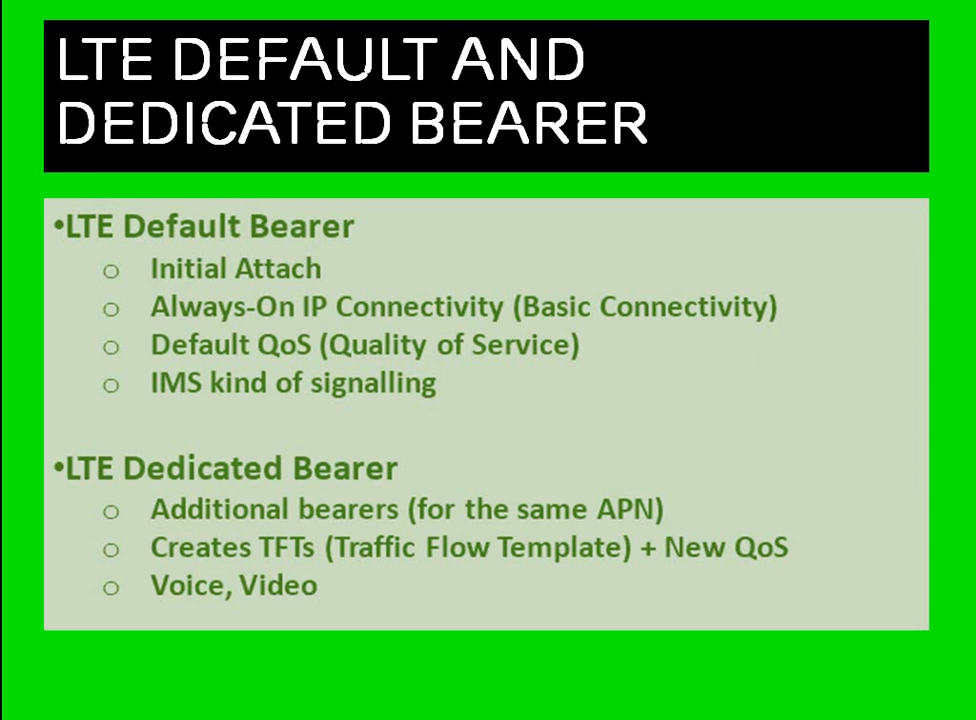 LTE DEFAULT AND
DEDICATED BEARER
•LTE Default Bearer
o Initial Attach
o Always-On IP Connectivity (Basic Connectivity)
o Default QoS (Quality of Service)
o IMS kind of signalling
•LTE Dedicated Bearer
o Additional bearers (for the same APN)
o Creates TFTs (Traffic Flow Template) + New QoS
o Voice, Video